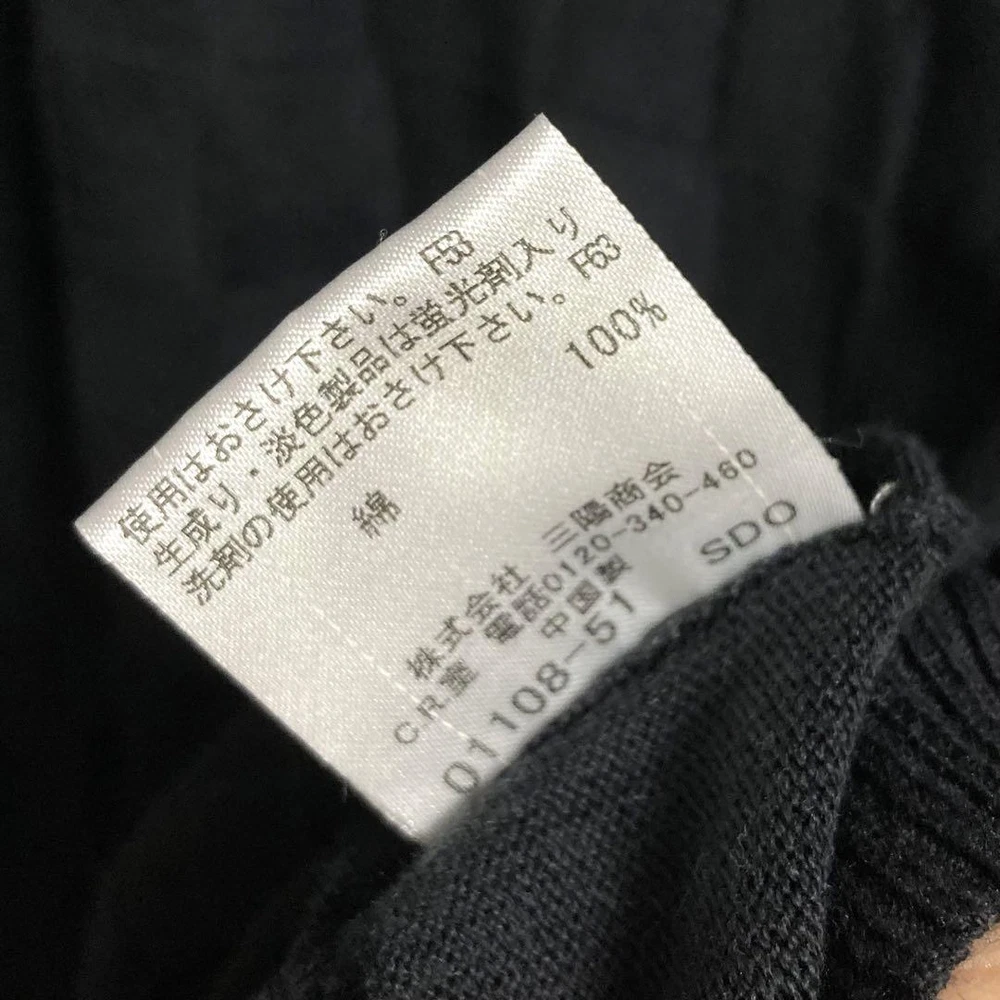 使用はおさけ下さい。 F53
生成り・淡色製品は蛍光剤入り
洗剤の使用はおさけ下さい。 F63
綿 100%
株式会社 三陽商会
C.R.室 電話0120-340-460
中国製
01108-51 SDO